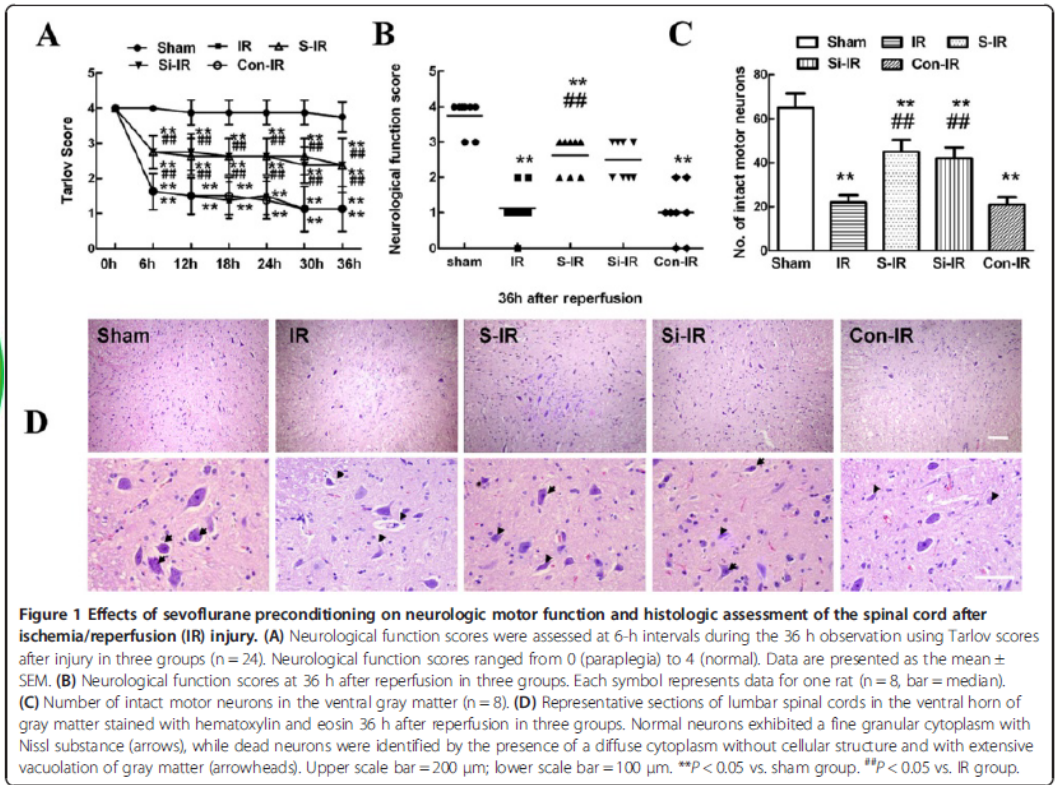 A
B
C
Sham IR S-IR
Si-IR Con-IR
Sham IR S-IR
Si-IR Con-IR
Tarlov Score
5
4
3
2
1
0
** ** ** ** ** **
## ## ## ## ## ##
** ** ** ** ** **
## ## ## ## ## ##
** ** ** ** ** **
** ** ** ** ** **
0h 6h 12h 18h 24h 30h 36h
Neurological function score
5
4
3
2
1
0
**
**
##
**
sham IR S-IR Si-IR Con-IR
36h after reperfusion
No. of intact motor neurons
80
60
40
20
0
**
**
##
**
##
**
Sham IR S-IR Si-IR Con-IR
D
Sham IR S-IR Si-IR Con-IR
Figure 1 Effects of sevoflurane preconditioning on neurologic motor function and histologic assessment of the spinal cord after
ischemia/reperfusion (IR) injury. (A) Neurological function scores were assessed at 6-h intervals during the 36 h observation using Tarlov scores
after injury in three groups (n = 24). Neurological function scores ranged from 0 (paraplegia) to 4 (normal). Data are presented as the mean ±
SEM. (B) Neurological function scores at 36 h after reperfusion in three groups. Each symbol represents data for one rat (n = 8, bar = median).
(C) Number of intact motor neurons in the ventral gray matter (n = 8). (D) Representative sections of lumbar spinal cords in the ventral horn of
gray matter stained with hematoxylin and eosin 36 h after reperfusion in three groups. Normal neurons exhibited a fine granular cytoplasm with
Nissl substance (arrows), while dead neurons were identified by the presence of a diffuse cytoplasm without cellular structure and with extensive
vacuolation of gray matter (arrowheads). Upper scale bar = 200 μm; lower scale bar = 100 μm. **P < 0.05 vs. sham group. ##P < 0.05 vs. IR group.